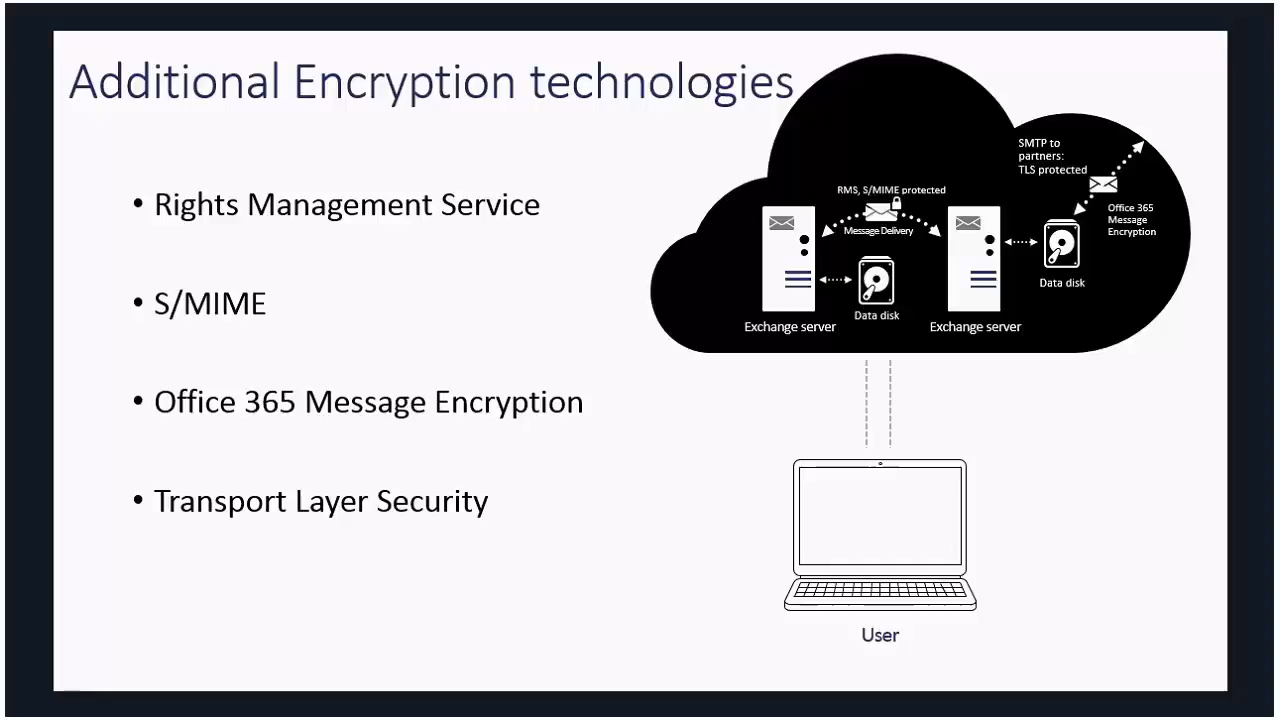 Additional Encryption technologies
• Rights Management Service
• S/MIME
• Office 365 Message Encryption
• Transport Layer Security
SMTP to
partners:
TLS protected
RMS, S/MIME protected
Message Delivery
Office 365
Message
Encryption
Data disk
Data disk
Exchange server
Exchange server
User